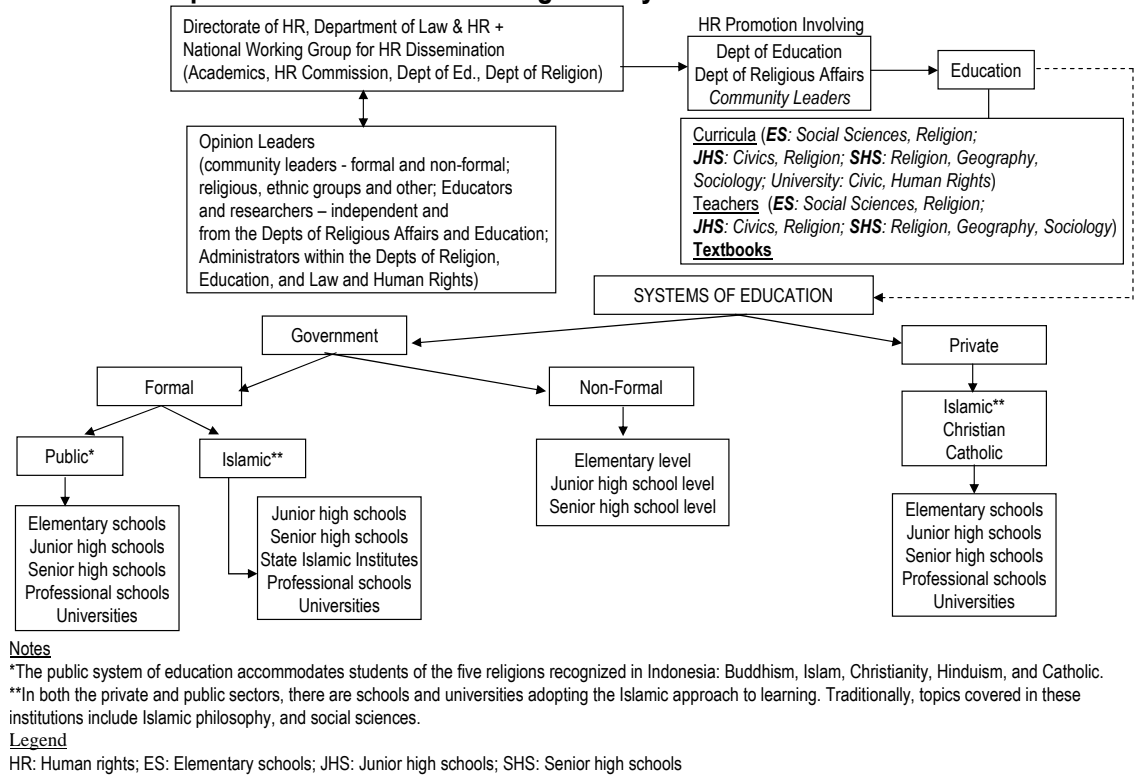 Directorate of HR, Department of Law & HR +
National Working Group for HR Dissemination
(Academics, HR Commission, Dept of Ed., Dept of Religion)
HR Promotion Involving
Dept of Education
Dept of Religious Affairs
Community Leaders
Education
Opinion Leaders
(community leaders - formal and non-formal;
religious, ethnic groups and other; Educators
and researchers – independent and
from the Depts of Religious Affairs and Education;
Administrators within the Depts of Religion,
Education, and Law and Human Rights)
Curricula (ES: Social Sciences, Religion;
JHS: Civics, Religion; SHS: Religion, Geography,
Sociology; University: Civic, Human Rights)
Teachers (ES: Social Sciences, Religion;
JHS: Civics, Religion; SHS: Religion, Geography, Sociology)
Textbooks
SYSTEMS OF EDUCATION
Government
Private
Formal
Non-Formal
Islamic**
Christian
Catholic
Public*
Islamic**
Elementary level
Junior high school level
Senior high school level
Elementary schools
Junior high schools
Senior high schools
Professional schools
Universities
Junior high schools
Senior high schools
State Islamic Institutes
Professional schools
Universities
Elementary schools
Junior high schools
Senior high schools
Professional schools
Universities
Notes
*The public system of education accommodates students of the five religions recognized in Indonesia: Buddhism, Islam, Christianity, Hinduism, and Catholic.
**In both the private and public sectors, there are schools and universities adopting the Islamic approach to learning. Traditionally, topics covered in these
institutions include Islamic philosophy, and social sciences.
Legend
HR: Human rights; ES: Elementary schools; JHS: Junior high schools; SHS: Senior high schools